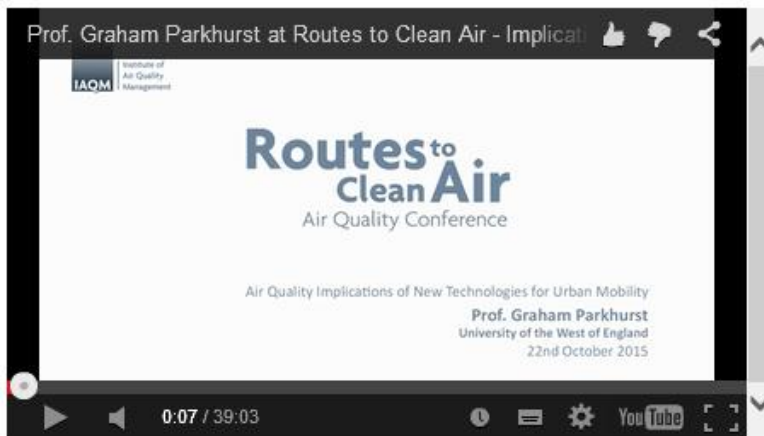 Prof. Graham Parkhurst at Routes to Clean Air - Implicati
IAQM
Institute of
Air Quality
Management
Routes to
Clean Air
Air Quality Conference
Air Quality Implications of New Technologies for Urban Mobility
Prof. Graham Parkhurst
University of the West of England
22nd October 2015
0:07 / 39:03
YouTube